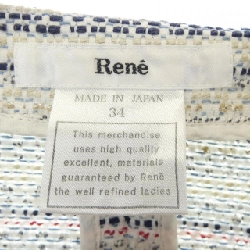 René
MADE IN JAPAN
34
This merchandise
uses high quality
excellent, materials
guaranteed by René
the well refined ladies